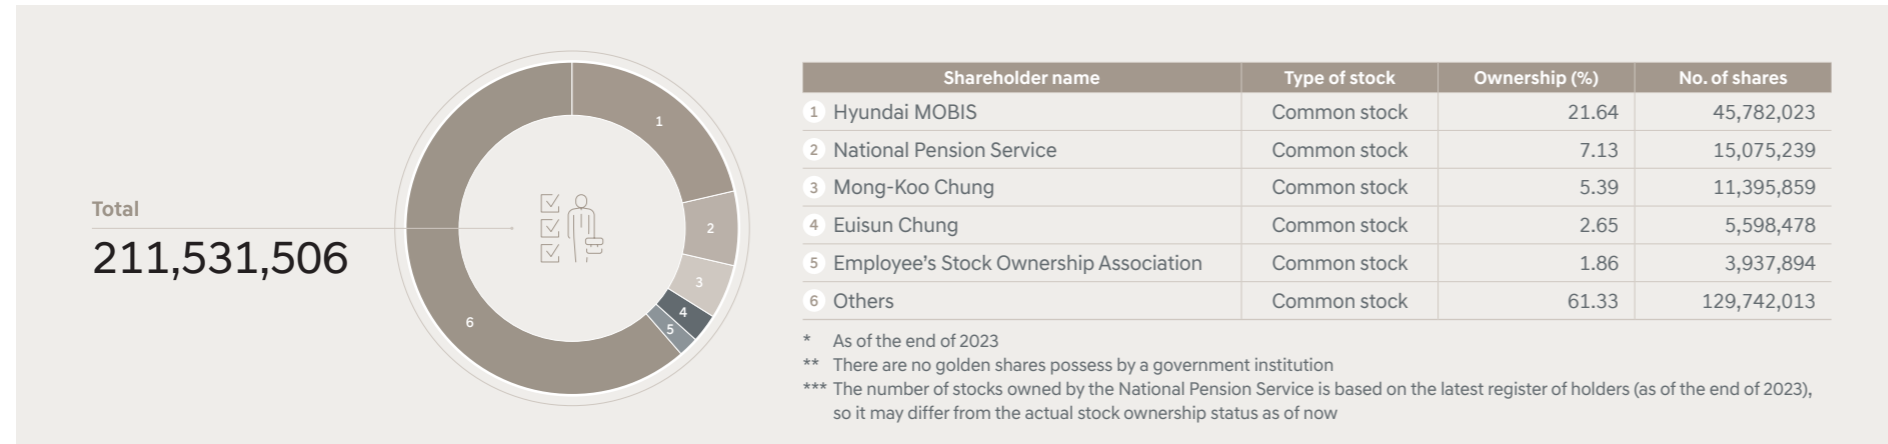 Total
211,531,506
1
2
3
4
5
6
Shareholder name Type of stock Ownership (%) No. of shares
1 Hyundai MOBIS Common stock 21.64 45,782,023
2 National Pension Service Common stock 7.13 15,075,239
3 Mong-Koo Chung Common stock 5.39 11,395,859
4 Euisun Chung Common stock 2.65 5,598,478
5 Employee’s Stock Ownership Association Common stock 1.86 3,937,894
6 Others Common stock 61.33 129,742,013
* As of the end of 2023
** There are no golden shares possess by a government institution
*** The number of stocks owned by the National Pension Service is based on the latest register of holders (as of the end of 2023),
so it may differ from the actual stock ownership status as of now